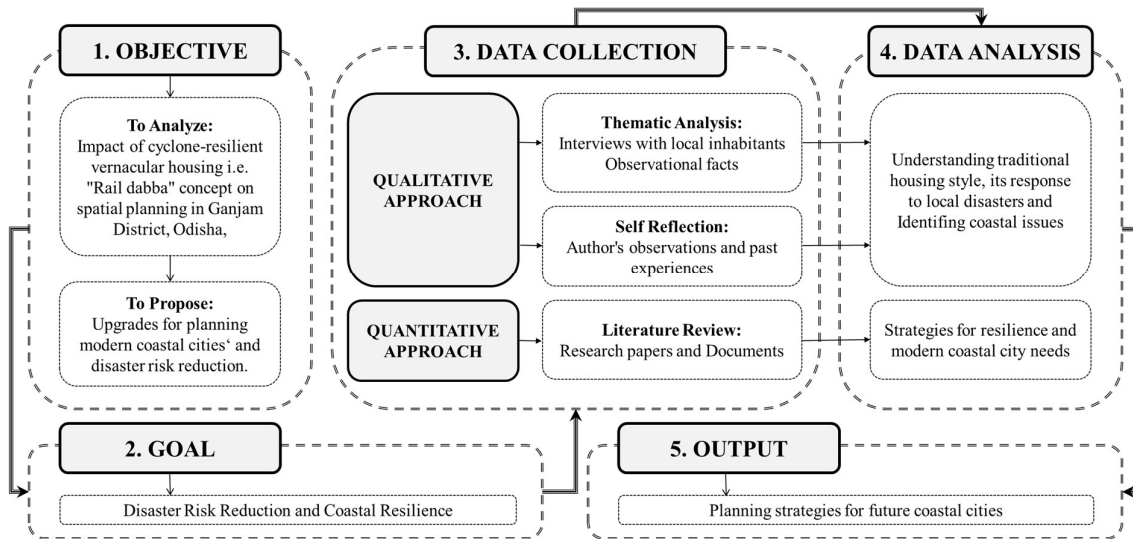 1. OBJECTIVE
To Analyze:
Impact of cyclone-resilient
vernacular housing i.e.
"Rail dabba" concept on
spatial planning in Ganjam
District, Odisha,
To Propose:
Upgrades for planning
modern coastal cities‘ and
disaster risk reduction.
2. GOAL
Disaster Risk Reduction and Coastal Resilience
3. DATA COLLECTION
QUALITATIVE
APPROACH
Thematic Analysis:
Interviews with local inhabitants
Observational facts
Self Reflection:
Author's observations and past
experiences
QUANTITATIVE
APPROACH
Literature Review:
Research papers and Documents
4. DATA ANALYSIS
Understanding traditional
housing style, its response
to local disasters and
Identifing coastal issues
Strategies for resilience and
modern coastal city needs
5. OUTPUT
Planning strategies for future coastal cities